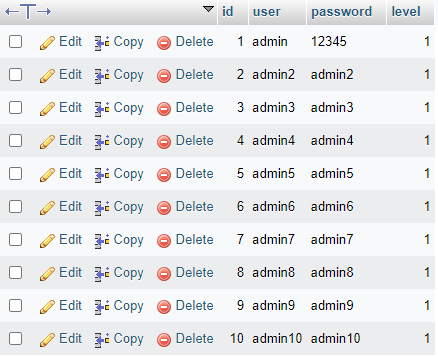 id user password level
Edit Copy Delete 1 admin 12345 1
Edit Copy Delete 2 admin2 admin2 1
Edit Copy Delete 3 admin3 admin3 1
Edit Copy Delete 4 admin4 admin4 1
Edit Copy Delete 5 admin5 admin5 1
Edit Copy Delete 6 admin6 admin6 1
Edit Copy Delete 7 admin7 admin7 1
Edit Copy Delete 8 admin8 admin8 1
Edit Copy Delete 9 admin9 admin9 1
Edit Copy Delete 10 admin10 admin10 1